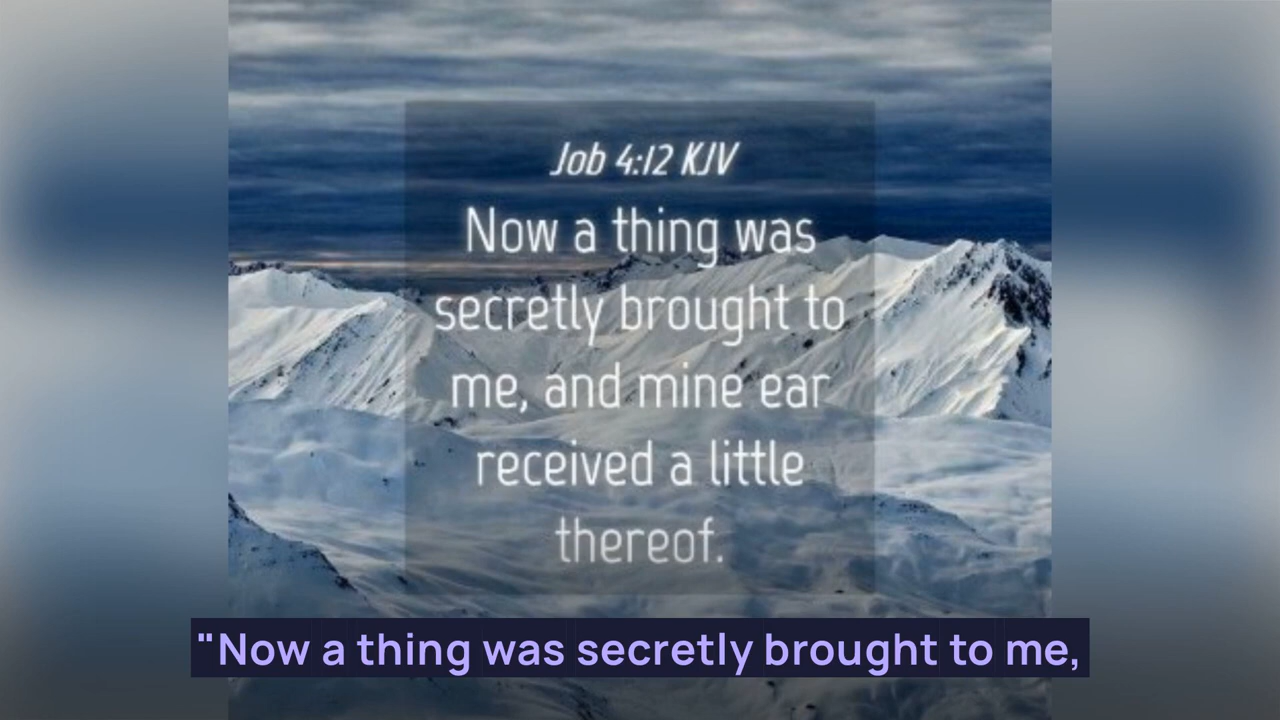 Job 4:12 KJV
Now a thing was
secretly brought to
me, and mine ear
received a little
thereof.
"Now a thing was secretly brought to me,